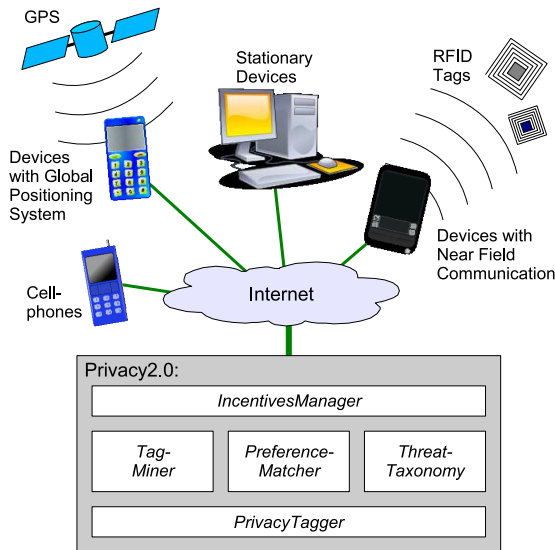 GPS
Stationary
Devices
RFID
Tags
Devices
with Global
Positioning
System
Devices with
Near Field
Communication
Cell-
phones
Internet
Privacy2.0:
IncentivesManager
Tag-
Miner
Preference-
Matcher
Threat-
Taxonomy
PrivacyTagger